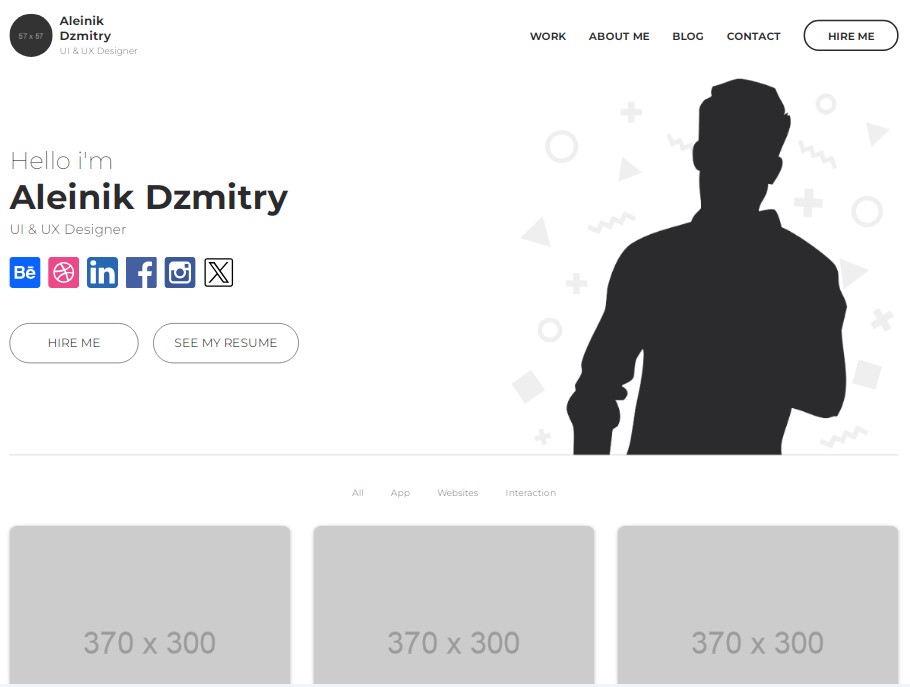 57 x 57
Aleinik
Dzmitry
UI & UX Designer
WORK ABOUT ME BLOG CONTACT HIRE ME
Hello i'm
Aleinik Dzmitry
UI & UX Designer
Bē in f X
HIRE ME SEE MY RESUME
All App Websites Interaction
370 x 300 370 x 300 370 x 300